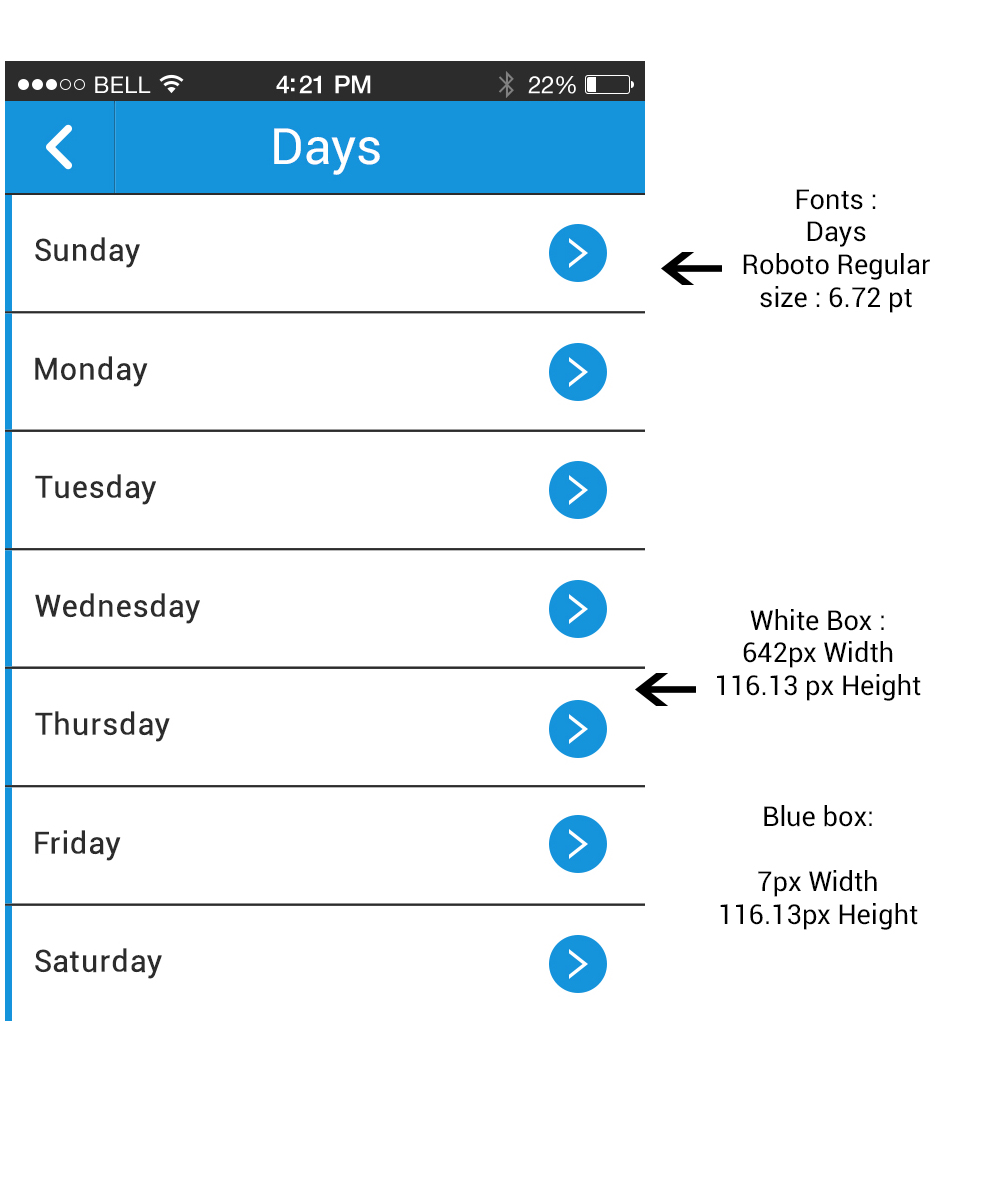 BELL 4:21 PM 22%
Days
Sunday
Monday
Tuesday
Wednesday
Thursday
Friday
Saturday
Fonts :
Days
Roboto Regular
size : 6.72 pt
White Box :
642px Width
116.13 px Height
Blue box:
7px Width
116.13px Height